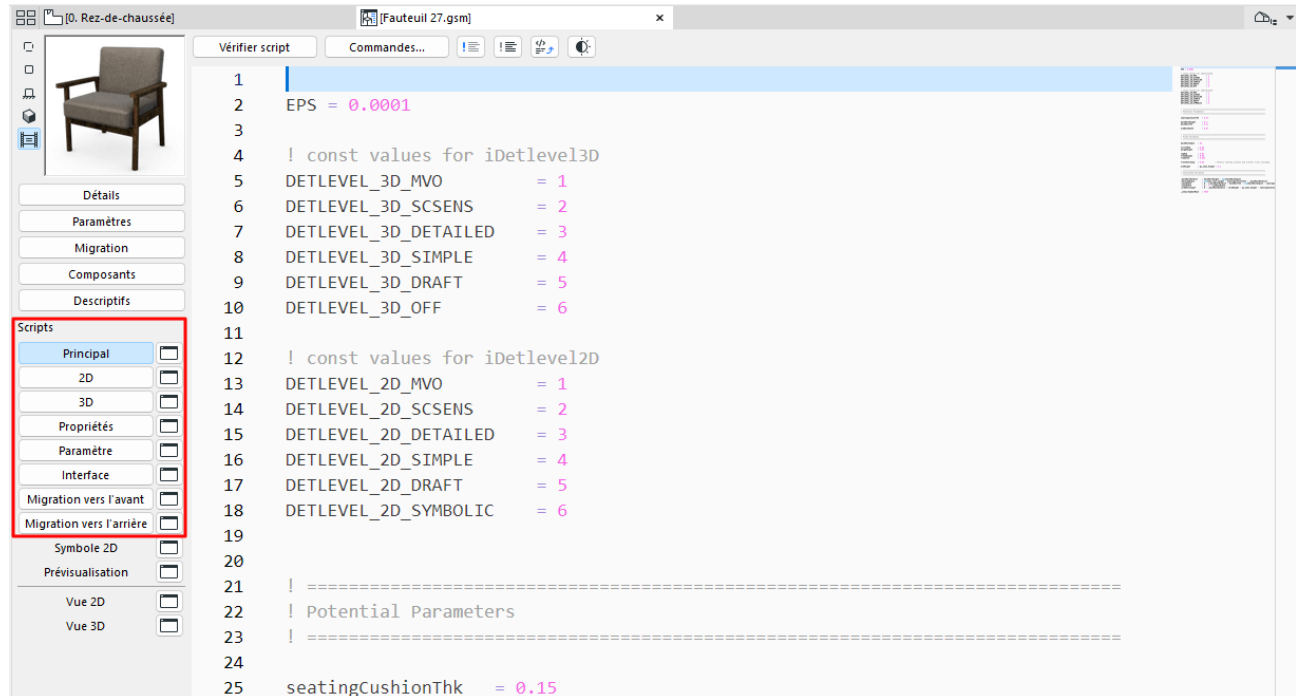 [0. Rez-de-chaussée]
[Fauteuil 27.gsm]
Vérifier script
Commandes...
Détails
Paramètres
Migration
Composants
Descriptifs
Scripts
Principal
2D
3D
Propriétés
Paramètre
Interface
Migration vers l'avant
Migration vers l'arrière
Symbole 2D
Prévisualisation
Vue 2D
Vue 3D
1
2 EPS = 0.0001
3
4 ! const values for iDetlevel3D
5 DETLEVEL_3D_MVO = 1
6 DETLEVEL_3D_SCSENS = 2
7 DETLEVEL_3D_DETAILED = 3
8 DETLEVEL_3D_SIMPLE = 4
9 DETLEVEL_3D_DRAFT = 5
10 DETLEVEL_3D_OFF = 6
11
12 ! const values for iDetlevel2D
13 DETLEVEL_2D_MVO = 1
14 DETLEVEL_2D_SCSENS = 2
15 DETLEVEL_2D_DETAILED = 3
16 DETLEVEL_2D_SIMPLE = 4
17 DETLEVEL_2D_DRAFT = 5
18 DETLEVEL_2D_SYMBOLIC = 6
19
20
21 ! ==============================================================================
22 ! Potential Parameters
23 ! ==============================================================================
24
25 seatingCushionThk = 0.15